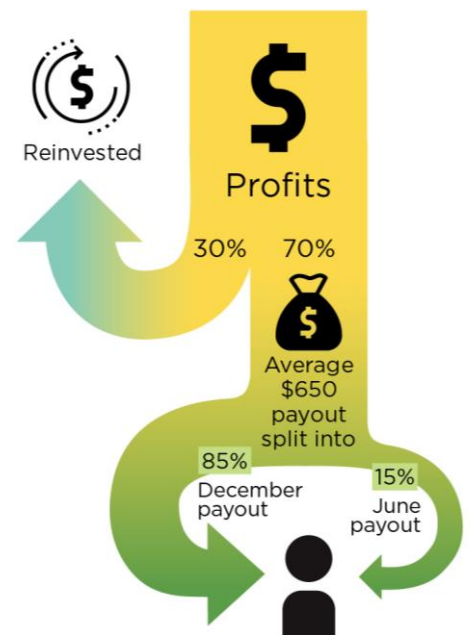 $
$
Reinvested
Profits
30%
70%
$
Average
$650
payout
split into
85%
December
payout
15%
June
payout